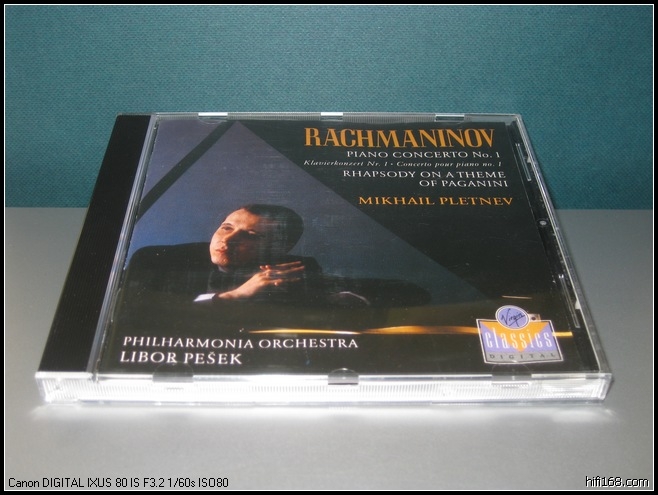 RACHMANINOV
PIANO CONCERTO No. 1
Klavierkonzert Nr. 1 · Concerto pour piano no. 1
RHAPSODY ON A THEME
OF PAGANINI
MIKHAIL PLETNEV
PHILHARMONIA ORCHESTRA
LIBOR PEŠEK
Virgin
classics
DIGITAL
Canon DIGITAL IXUS 80 IS F3.2 1/60s ISO80
hifi168.com